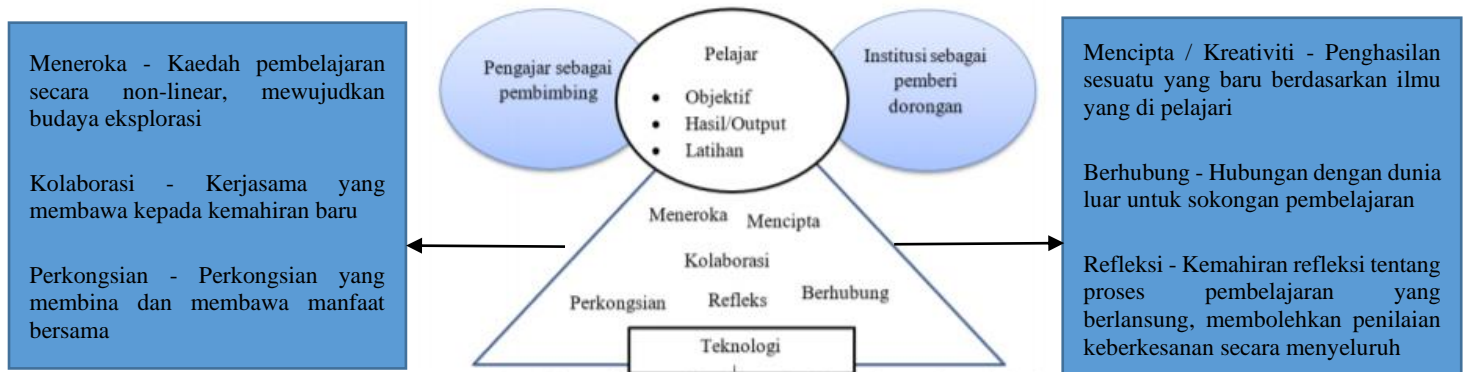 Meneroka - Kaedah pembelajaran
secara non-linear, mewujudkan
budaya eksplorasi
Kolaborasi - Kerjasama yang
membawa kepada kemahiran baru
Perkongsian - Perkongsian yang
membina dan membawa manfaat
bersama
Pengajar sebagai
pembimbing
Pelajar
• Objektif
• Hasil/Output
• Latihan
Institusi sebagai
pemberi
dorongan
Meneroka
Mencipta
Kolaborasi
Perkongsian
Refleks
Berhubung
Teknologi
Mencipta / Kreativiti - Penghasilan
sesuatu yang baru berdasarkan ilmu
yang di pelajari
Berhubung - Hubungan dengan dunia
luar untuk sokongan pembelajaran
Refleksi - Kemahiran refleksi tentang
proses pembelajaran yang
berlansung, membolehkan penilaian
keberkesanan secara menyeluruh